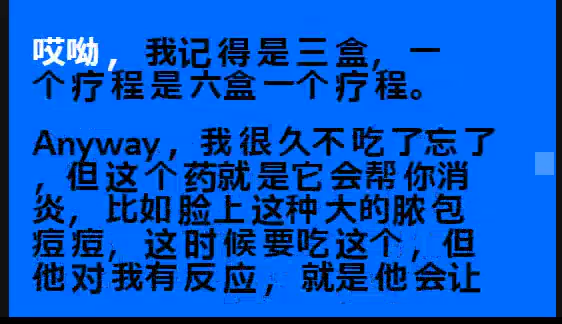 哎呦，我记得是三盒，一
个疗程是六盒一个疗程。
Anyway，我很久不吃了忘了
，但这个药就是它会帮你消
炎，比如脸上这种大的脓包
痘痘，这时候要吃这个，但
他对我有反应，就是他会让